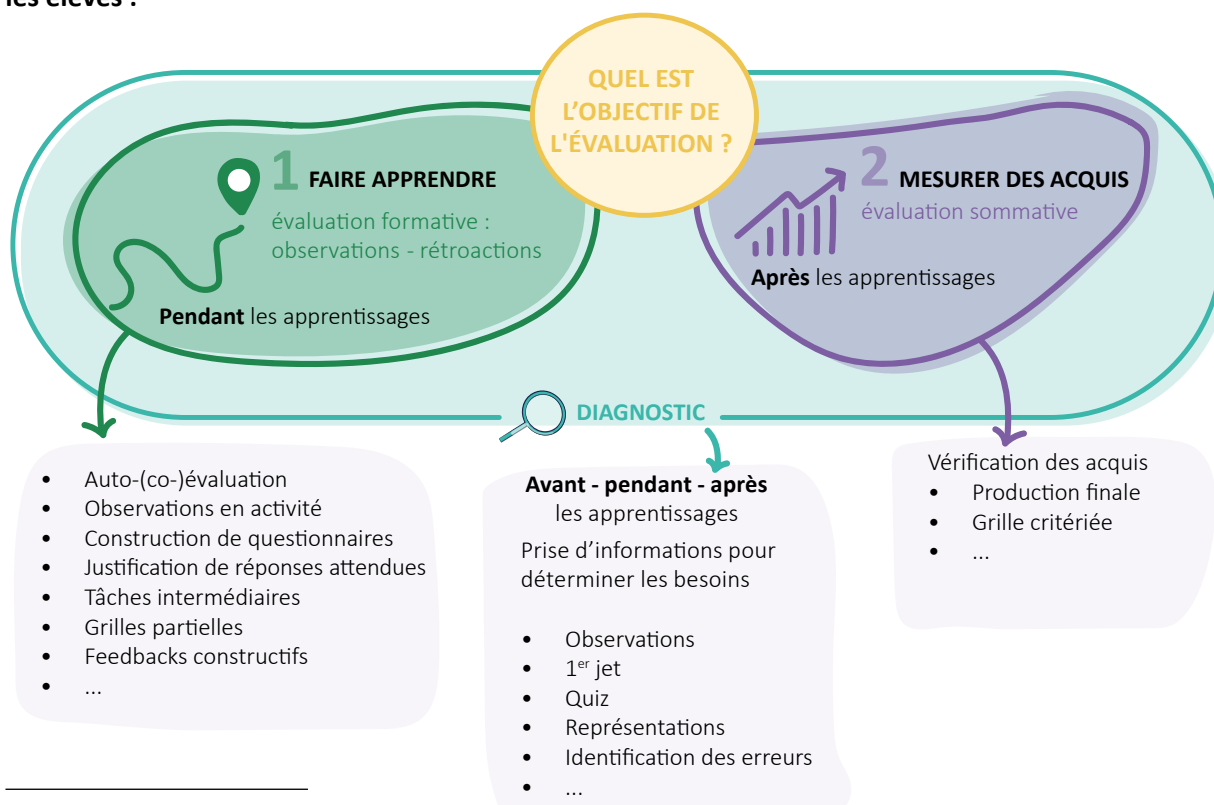 les élèves :
QUEL EST
L’OBJECTIF DE
L'ÉVALUATION ?
1 FAIRE APPRENDRE
évaluation formative :
observations - rétroactions
Pendant les apprentissages
2 MESURER DES ACQUIS
évaluation sommative
Après les apprentissages
DIAGNOSTIC
• Auto-(co-)évaluation
• Observations en activité
• Construction de questionnaires
• Justification de réponses attendues
• Tâches intermédiaires
• Grilles partielles
• Feedbacks constructifs
• ...
Avant - pendant - après
les apprentissages
Prise d’informations pour
déterminer les besoins
• Observations
• 1er jet
• Quiz
• Représentations
• Identification des erreurs
• ...
Vérification des acquis
• Production finale
• Grille critériée
• ...